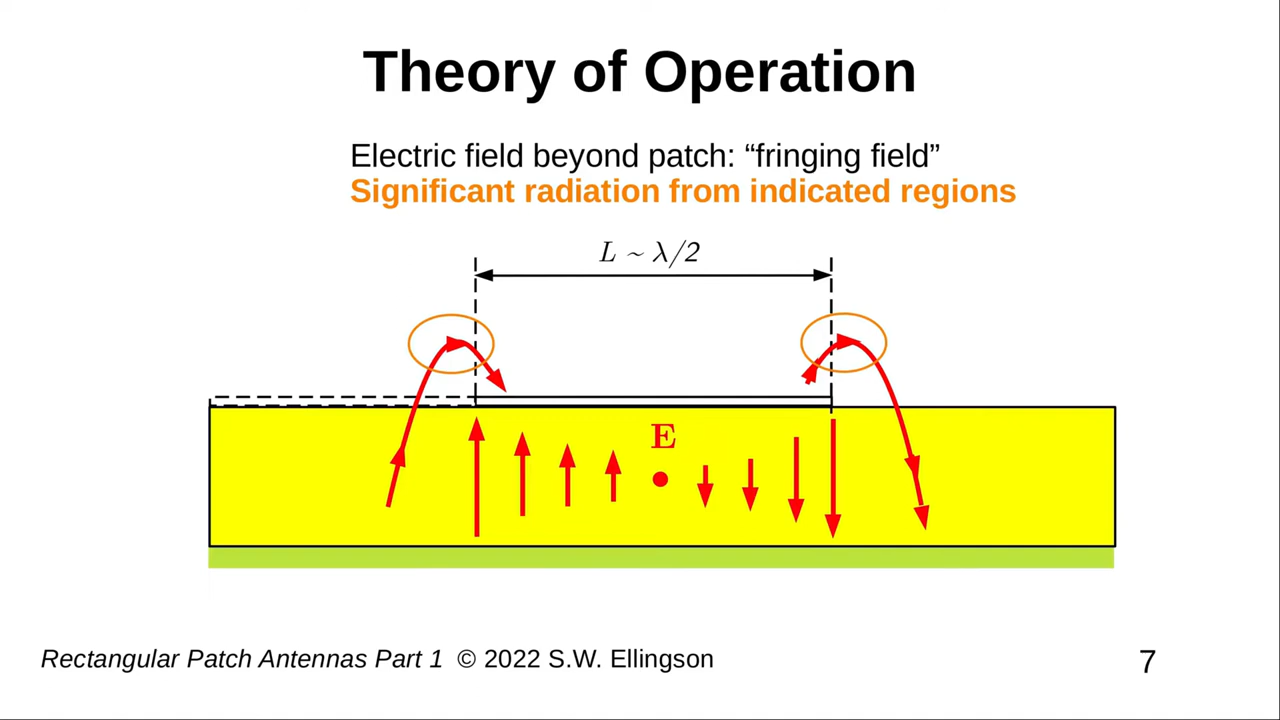 Theory of Operation
Electric field beyond patch: “fringing field”
Significant radiation from indicated regions
L ~ λ/2
E
Rectangular Patch Antennas Part 1 © 2022 S.W. Ellingson
7